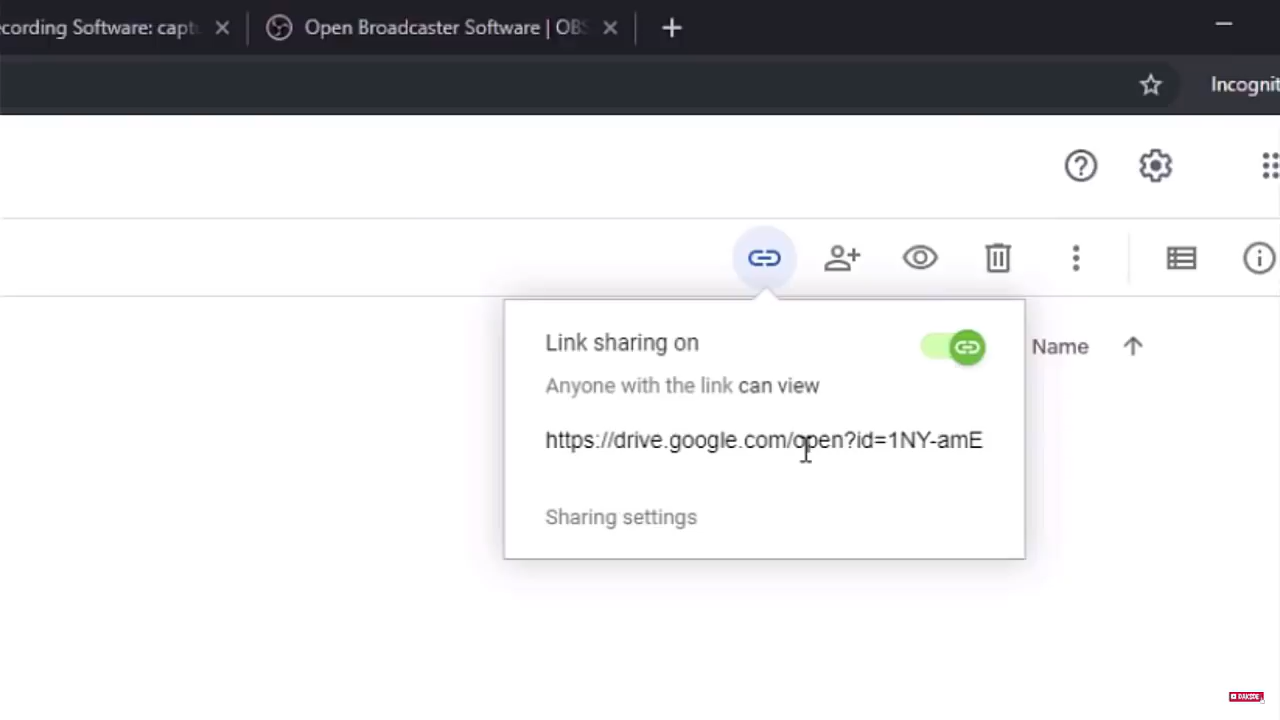 cording Software: capt
Open Broadcaster Software | OBS
Incognit
Link sharing on
Name
Anyone with the link can view
https://drive.google.com/open?id=1NY-amE
Sharing settings